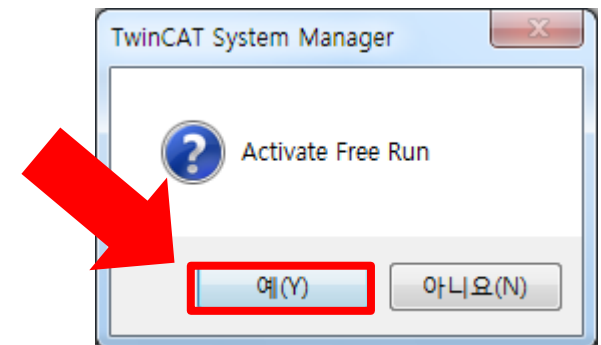 TwinCAT System Manager
Activate Free Run
예(Y)
아니요(N)